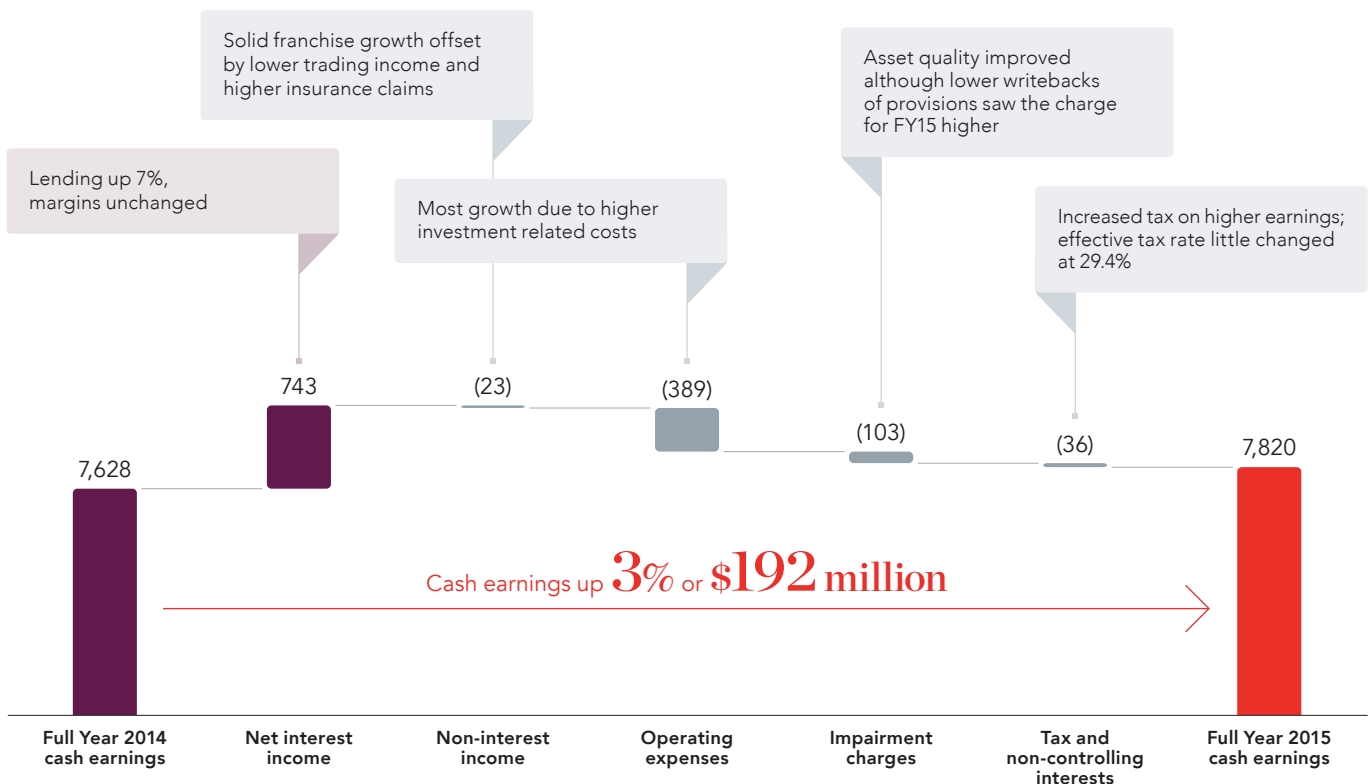 Solid franchise growth offset
by lower trading income and
higher insurance claims
Asset quality improved
although lower writebacks
of provisions saw the charge
for FY15 higher
Lending up 7%,
margins unchanged
Most growth due to higher
investment related costs
Increased tax on higher earnings;
effective tax rate little changed
at 29.4%
7,628
743
(23)
(389)
(103)
(36)
7,820
Cash earnings up 3% or $192 million
Full Year 2014
cash earnings
Net interest
income
Non-interest
income
Operating
expenses
Impairment
charges
Tax and
non-controlling
interests
Full Year 2015
cash earnings